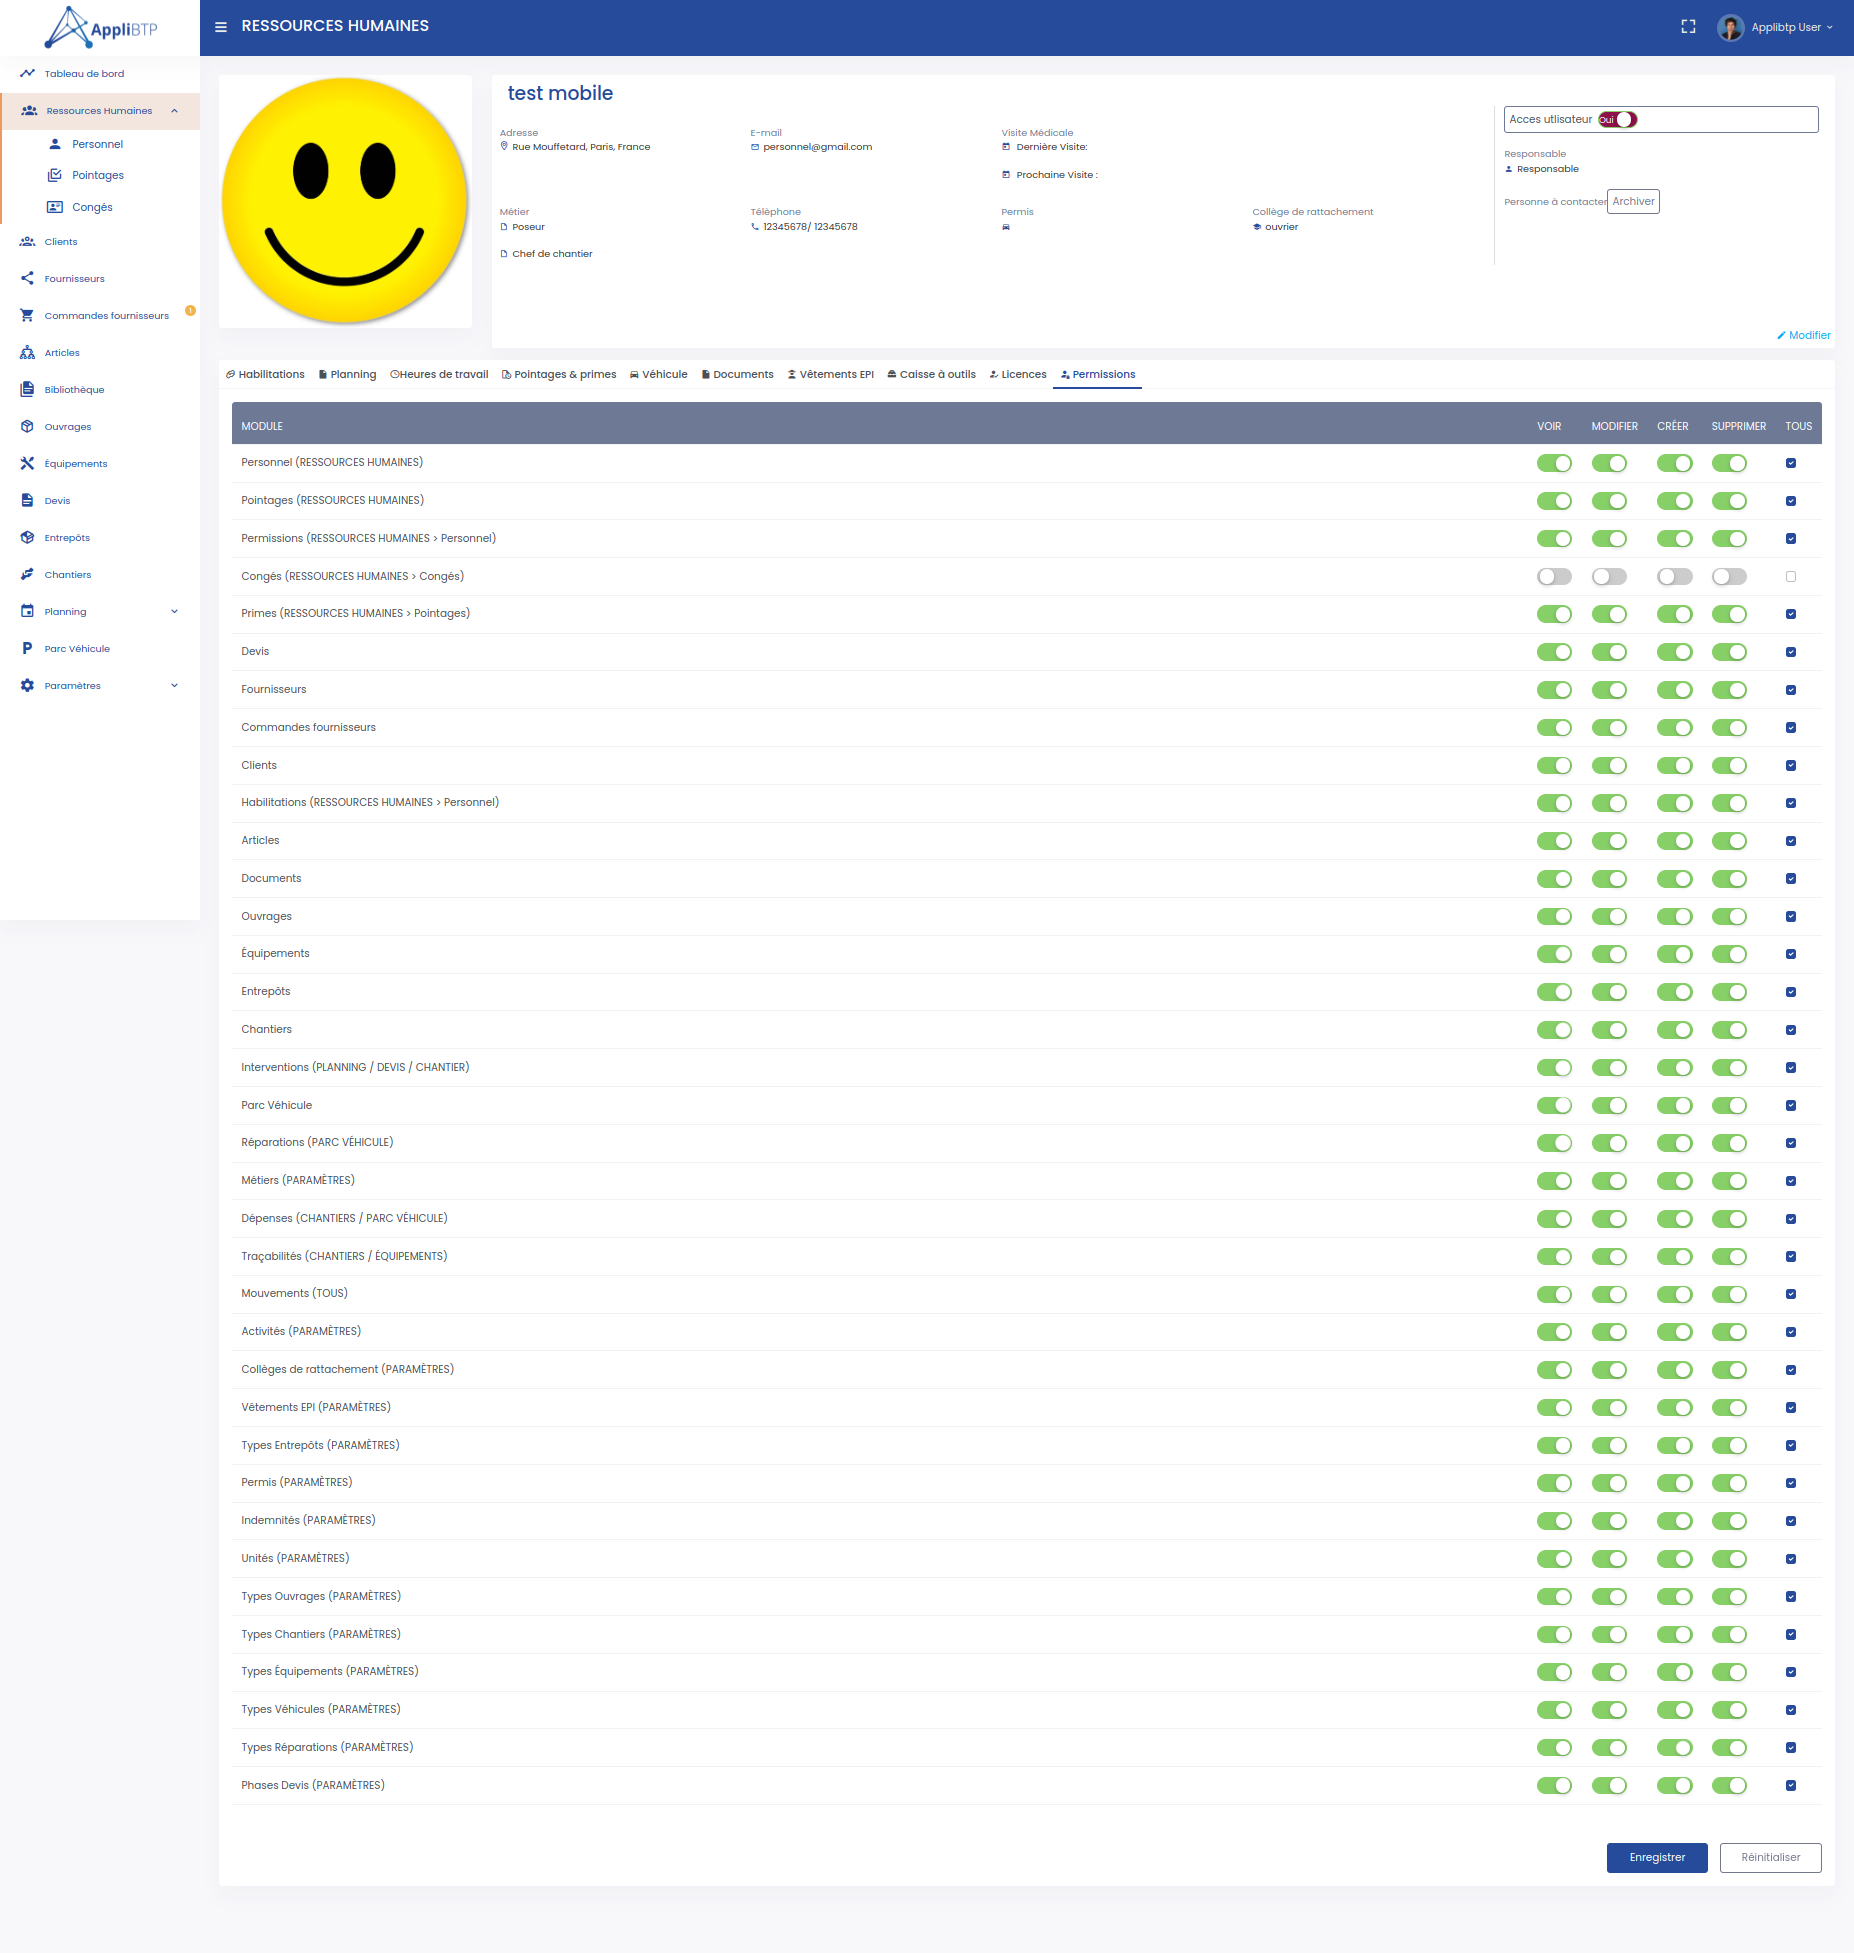 AppliBTP
RESSOURCES HUMAINES
Applibtp User
Tableau de bord
Ressources Humaines
Personnel
Pointages
Congés
Clients
Fournisseurs
Commandes fournisseurs
1
Articles
Bibliothèque
Ouvrages
Équipements
Devis
Entrepôts
Chantiers
Planning
Parc Véhicule
Paramètres
test mobile
Adresse
Rue Mouffetard, Paris, France
E-mail
personnel@gmail.com
Visite Médicale
Dernière Visite:
Prochaine Visite :
Métier
Poseur
Chef de chantier
Téléphone
12345678/ 12345678
Permis
Collège de rattachement
ouvrier
Acces utlisateur Oui
Responsable
Responsable
Personne à contacter Archiver
Modifier
Habilitations Planning Heures de travail Pointages & primes Véhicule Documents Vêtements EPI Caisse à outils Licences Permissions
MODULE VOIR MODIFIER CRÉER SUPPRIMER TOUS
Personnel (RESSOURCES HUMAINES)
Pointages (RESSOURCES HUMAINES)
Permissions (RESSOURCES HUMAINES > Personnel)
Congés (RESSOURCES HUMAINES > Congés)
Primes (RESSOURCES HUMAINES > Pointages)
Devis
Fournisseurs
Commandes fournisseurs
Clients
Habilitations (RESSOURCES HUMAINES > Personnel)
Articles
Documents
Ouvrages
Équipements
Entrepôts
Chantiers
Interventions (PLANNING / DEVIS / CHANTIER)
Parc Véhicule
Réparations (PARC VÉHICULE)
Métiers (PARAMÈTRES)
Dépenses (CHANTIERS / PARC VÉHICULE)
Traçabilités (CHANTIERS / ÉQUIPEMENTS)
Mouvements (TOUS)
Activités (PARAMÈTRES)
Collèges de rattachement (PARAMÈTRES)
Vêtements EPI (PARAMÈTRES)
Types Entrepôts (PARAMÈTRES)
Permis (PARAMÈTRES)
Indemnités (PARAMÈTRES)
Unités (PARAMÈTRES)
Types Ouvrages (PARAMÈTRES)
Types Chantiers (PARAMÈTRES)
Types Équipements (PARAMÈTRES)
Types Véhicules (PARAMÈTRES)
Types Réparations (PARAMÈTRES)
Phases Devis (PARAMÈTRES)
Enregistrer Réinitialiser